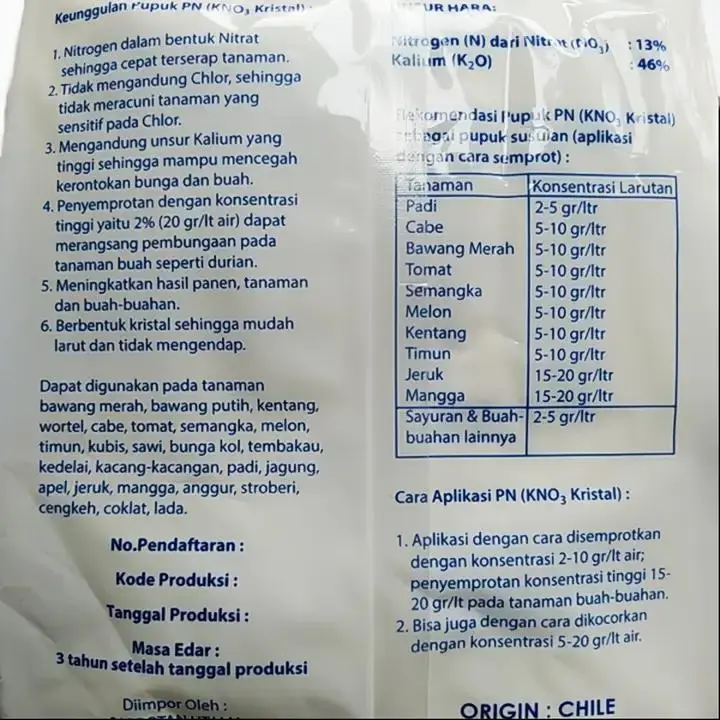 Keunggulan Pupuk PN (KNO3 Kristal) :
1. Nitrogen dalam bentuk Nitrat
sehingga cepat terserap tanaman.
2. Tidak mengandung Chlor, sehingga
tidak meracuni tanaman yang
sensitif pada Chlor.
3. Mengandung unsur Kalium yang
tinggi sehingga mampu mencegah
kerontokan bunga dan buah.
4. Penyemprotan dengan konsentrasi
tinggi yaitu 2% (20 gr/lt air) dapat
merangsang pembungaan pada
tanaman buah seperti durian.
5. Meningkatkan hasil panen, tanaman
dan buah-buahan.
6. Berbentuk kristal sehingga mudah
larut dan tidak mengendap.
Dapat digunakan pada tanaman
bawang merah, bawang putih, kentang,
wortel, cabe, tomat, semangka, melon,
timun, kubis, sawi, bunga kol, tembakau,
kedelai, kacang-kacangan, padi, jagung,
apel, jeruk, mangga, anggur, stroberi,
cengkeh, coklat, lada.
No.Pendaftaran :
Kode Produksi :
Tanggal Produksi :
Masa Edar :
3 tahun setelah tanggal produksi
Diimpor Oleh :
UNSUR HARA:
Nitrogen (N) dari Nitrat (NO3) : 13%
Kalium (K2O) : 46%
Rekomendasi Pupuk PN (KNO3 Kristal)
sebagai pupuk susulan (aplikasi
dengan cara semprot) :
Tanaman Konsentrasi Larutan
Padi 2-5 gr/ltr
Cabe 5-10 gr/ltr
Bawang Merah 5-10 gr/ltr
Tomat 5-10 gr/ltr
Semangka 5-10 gr/ltr
Melon 5-10 gr/ltr
Kentang 5-10 gr/ltr
Timun 5-10 gr/ltr
Jeruk 15-20 gr/ltr
Mangga 15-20 gr/ltr
Sayuran & Buah- 2-5 gr/ltr
buahan lainnya
Cara Aplikasi PN (KNO3 Kristal) :
1. Aplikasi dengan cara disemprotkan
dengan konsentrasi 2-10 gr/lt air;
penyemprotan konsentrasi tinggi 15-
20 gr/lt pada tanaman buah-buahan.
2. Bisa juga dengan cara dikocorkan
dengan konsentrasi 5-20 gr/lt air.
ORIGIN : CHILE